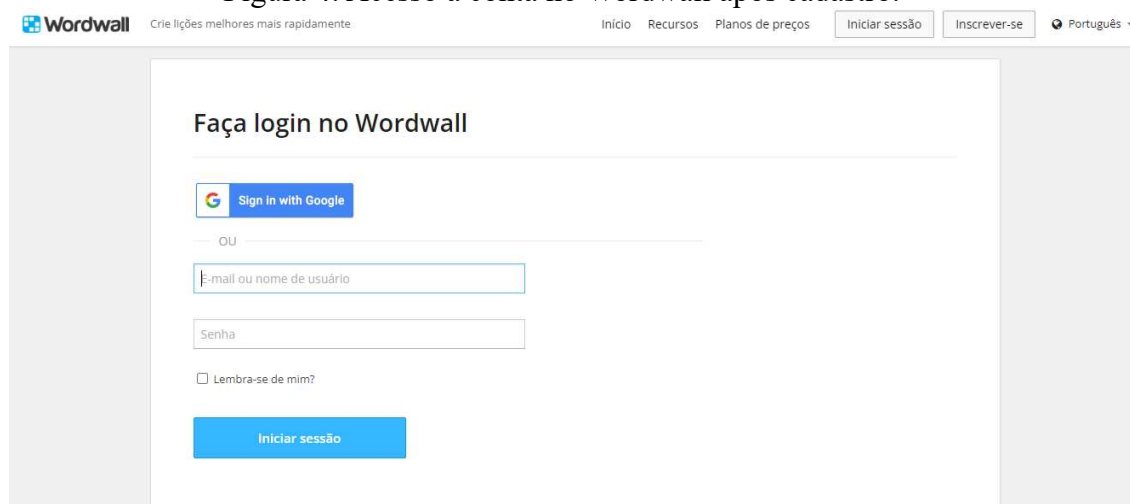 Wordwall Crie lições melhores mais rapidamente Início Recursos Planos de preços Iniciar sessão Inscrever-se Português
Faça login no Wordwall
G Sign in with Google
OU
E-mail ou nome de usuário
Senha
Lembra-se de mim?
Iniciar sessão